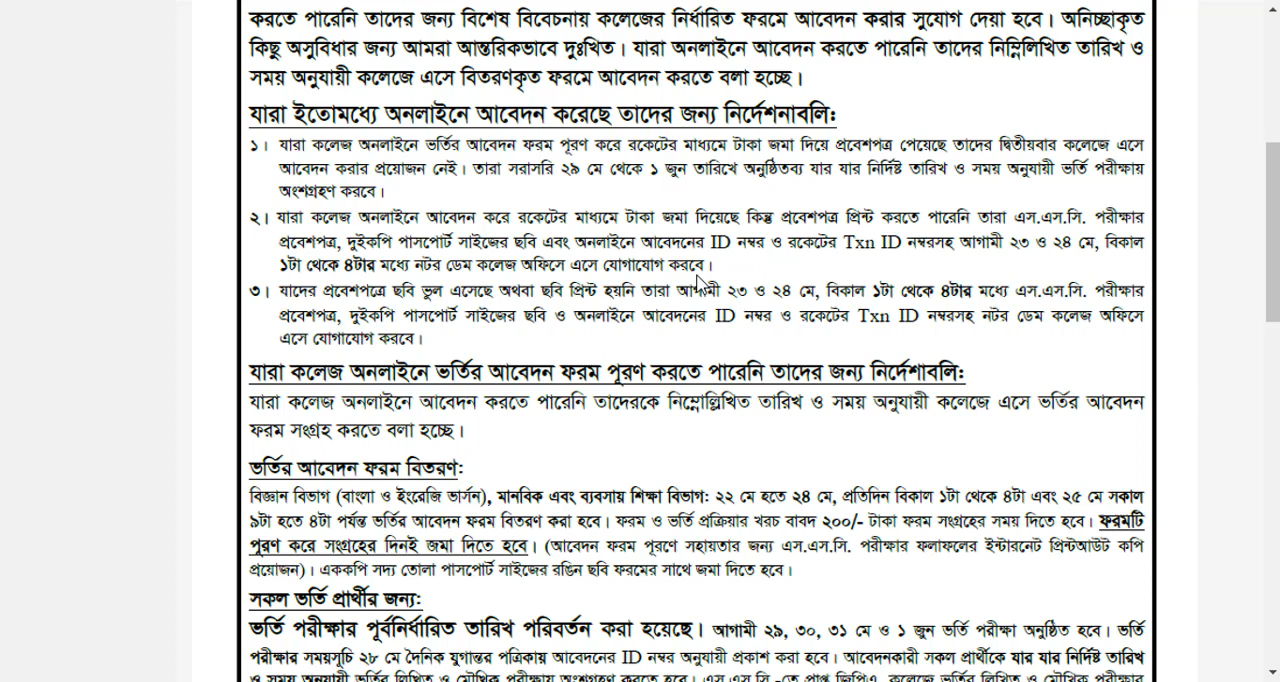 করতে পারেনি তাদের জন্য বিশেষ বিবেচনায় কলেজের নির্ধারিত ফরমে আবেদন করার সুযোগ দেয়া হবে। অনিচ্ছাকৃত
কিছু অসুবিধার জন্য আমরা আন্তরিকভাবে দুঃখিত। যারা অনলাইনে আবেদন করতে পারেনি তাদের নিম্নিলিখিত তারিখ ও
সময় অনুযায়ী কলেজে এসে বিতরণকৃত ফরমে আবেদন করতে বলা হচ্ছে।
যারা ইতোমধ্যে অনলাইনে আবেদন করেছে তাদের জন্য নির্দেশনাবলি:
১। যারা কলেজ অনলাইনে ভর্তির আবেদন ফরম পূরণ করে রকেটের মাধ্যমে টাকা জমা দিয়ে প্রবেশপত্র পেয়েছে তাদের দ্বিতীয়বার কলেজে এসে
আবেদন করার প্রয়োজন নেই। তারা সরাসরি ২৯ মে থেকে ১ জুন তারিখে অনুষ্ঠিতব্য যার যার নির্দিষ্ট তারিখ ও সময় অনুযায়ী ভর্তি পরীক্ষায়
অংশগ্রহণ করবে।
২। যারা কলেজ অনলাইনে আবেদন করে রকেটের মাধ্যমে টাকা জমা দিয়েছে কিন্তু প্রবেশপত্র প্রিন্ট করতে পারেনি তারা এস.এস.সি. পরীক্ষার
প্রবেশপত্র, দুইকপি পাসপোর্ট সাইজের ছবি এবং অনলাইনে আবেদনের ID নম্বর ও রকেটের Txn ID নম্বরসহ আগামী ২৩ ও ২৪ মে, বিকাল
১টা থেকে ৪টার মধ্যে নটর ডেম কলেজ অফিসে এসে যোগাযোগ করবে।
৩। যাদের প্রবেশপত্রে ছবি ভুল এসেছে অথবা ছবি প্রিন্ট হয়নি তারা আগামী ২৩ ও ২৪ মে, বিকাল ১টা থেকে ৪টার মধ্যে এস.এস.সি. পরীক্ষার
প্রবেশপত্র, দুইকপি পাসপোর্ট সাইজের ছবি ও অনলাইনে আবেদনের ID নম্বর ও রকেটের Txn ID নম্বরসহ নটর ডেম কলেজ অফিসে
এসে যোগাযোগ করবে।
যারা কলেজ অনলাইনে ভর্তির আবেদন ফরম পূরণ করতে পারেনি তাদের জন্য নির্দেশাবলি:
যারা কলেজ অনলাইনে আবেদন করতে পারেনি তাদেরকে নিম্নোল্লিখিত তারিখ ও সময় অনুযায়ী কলেজে এসে ভর্তির আবেদন
ফরম সংগ্রহ করতে বলা হচ্ছে।
ভর্তির আবেদন ফরম বিতরণ:
বিজ্ঞান বিভাগ (বাংলা ও ইংরেজি ভার্সন), মানবিক এবং ব্যবসায় শিক্ষা বিভাগ: ২২ মে হতে ২৪ মে, প্রতিদিন বিকাল ১টা থেকে ৪টা এবং ২৫ মে সকাল
৯টা হতে ৪টা পর্যন্ত ভর্তির আবেদন ফরম বিতরণ করা হবে। ফরম ও ভর্তি প্রক্রিয়ার খরচ বাবদ ২০০/- টাকা ফরম সংগ্রহের সময় দিতে হবে। ফরমটি
পূরণ করে সংগ্রহের দিনই জমা দিতে হবে। (আবেদন ফরম পূরণে সহায়তার জন্য এস.এস.সি. পরীক্ষার ফলাফলের ইন্টারনেট প্রিন্টআউট কপি
প্রয়োজন)। এককপি সদ্য তোলা পাসপোর্ট সাইজের রঙিন ছবি ফরমের সাথে জমা দিতে হবে।
সকল ভর্তি প্রার্থীর জন্য:
ভর্তি পরীক্ষার পূর্বনির্ধারিত তারিখ পরিবর্তন করা হয়েছে। আগামী ২৯, ৩০, ৩১ মে ও ১ জুন ভর্তি পরীক্ষা অনুষ্ঠিত হবে। ভর্তি
পরীক্ষার সময়সূচি ২৮ মে দৈনিক যুগান্তর পত্রিকায় আবেদনের ID নম্বর অনুযায়ী প্রকাশ করা হবে। আবেদনকারী সকল প্রার্থীকে যার যার নির্দিষ্ট তারিখ
ও সময় অনুযায়ী ভর্তির লিখিত ও মৌখিক পরীক্ষায় অংশগ্রহণ করতে হবে। এস.এস.সি.-তে প্রাপ্ত জিপিএ, কলেজে ভর্তির লিখিত ও মৌখিক পরীক্ষার